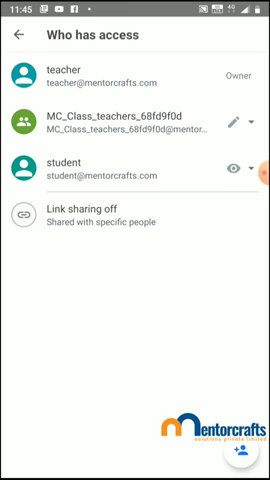 11:45
Who has access
teacher
teacher@mentorcrafts.com
Owner
MC_Class_teachers_68fd9f0d
MC_Class_teachers_68fd9f0d@mentor...
student
student@mentorcrafts.com
Link sharing off
Shared with specific people
mentorcrafts
solutions private limited